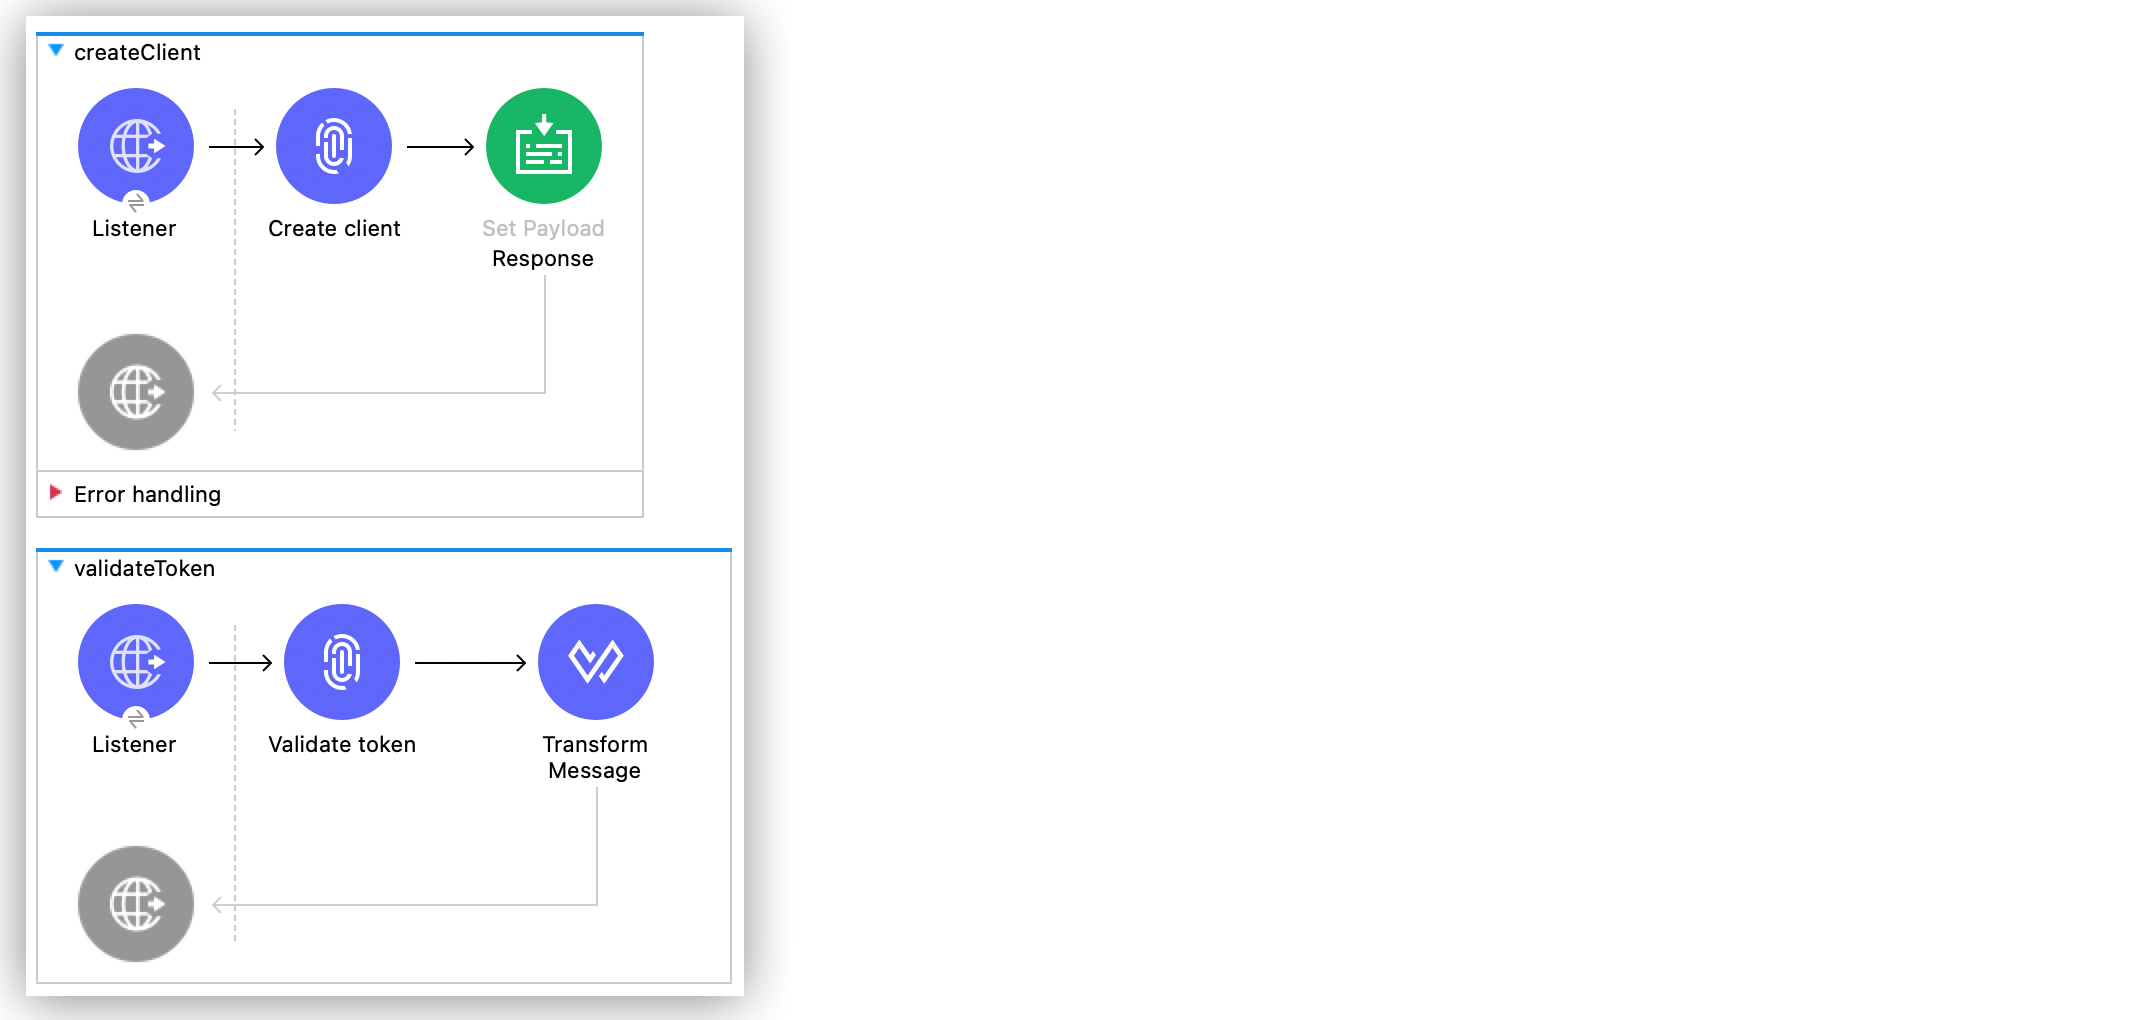 createClient
Listener
Create client
Set Payload
Response
Error handling
validateToken
Listener
Validate token
Transform
Message